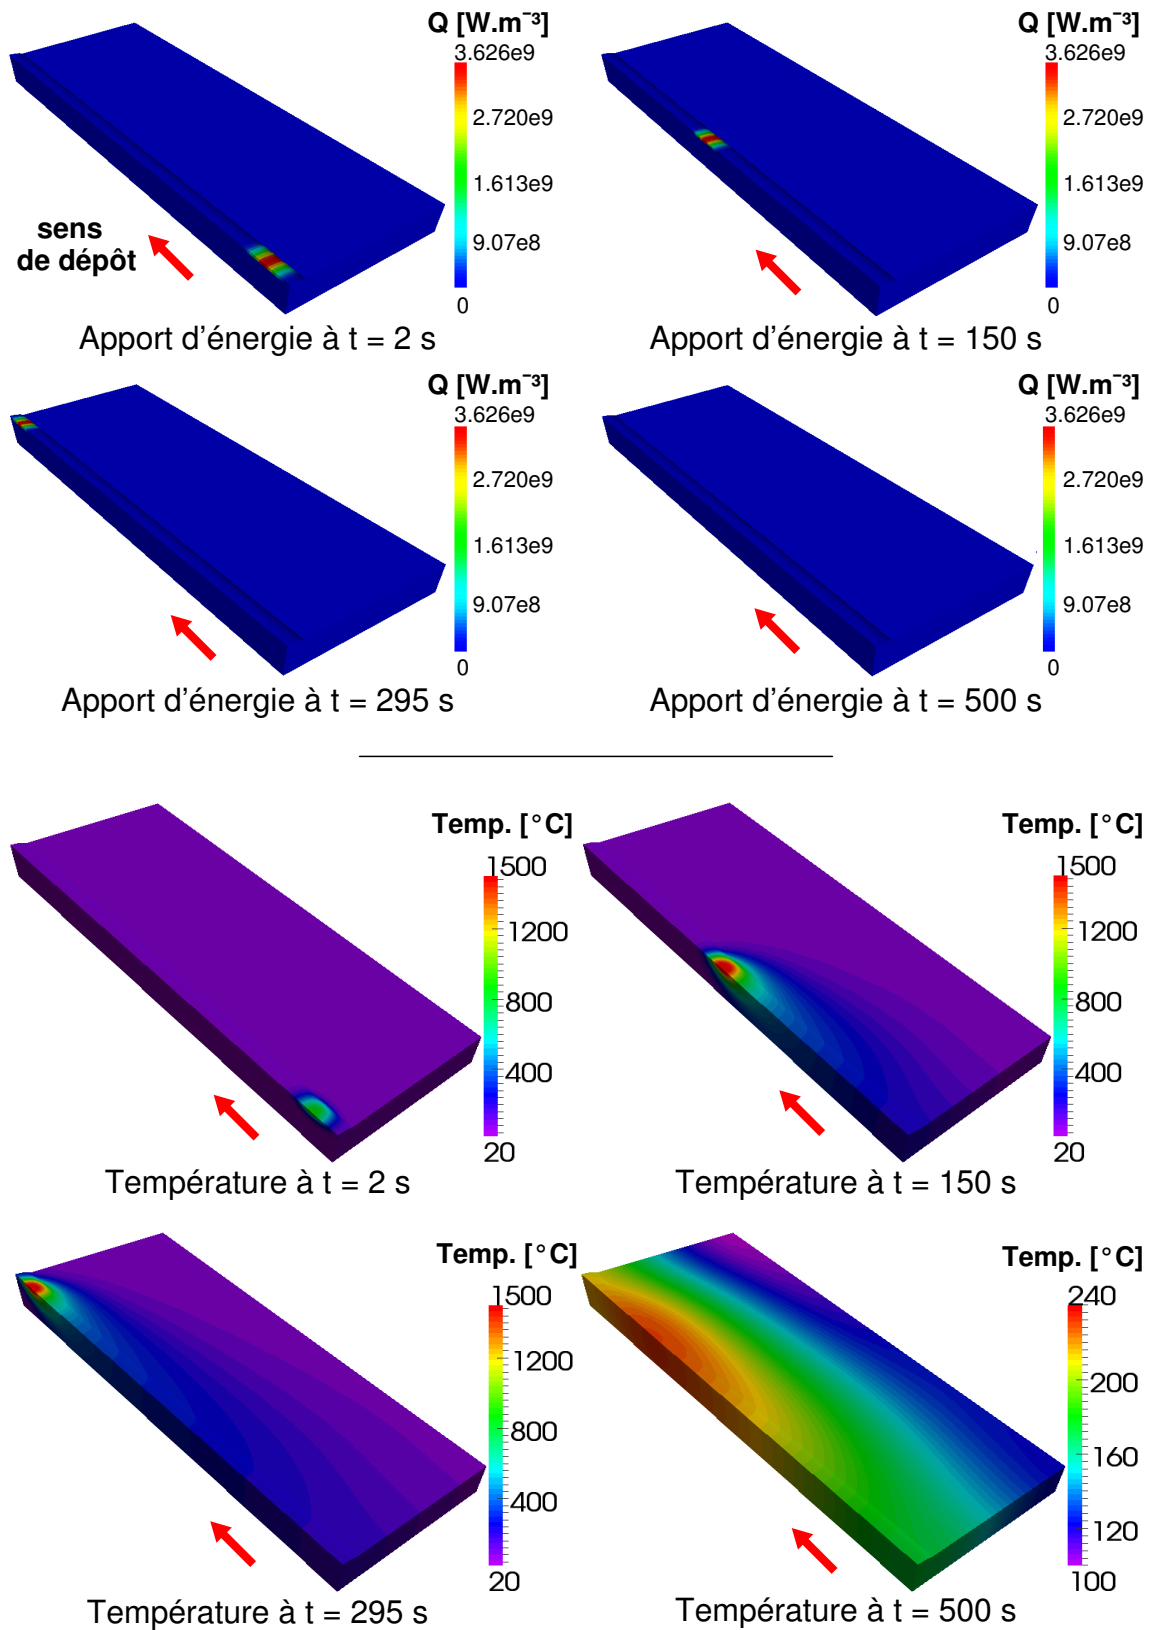 Q [W.m⁻³]
3.626e9
2.720e9
1.613e9
9.07e8
0
sens
de dépôt
Apport d'énergie à t = 2 s
Q [W.m⁻³]
3.626e9
2.720e9
1.613e9
9.07e8
0
Apport d'énergie à t = 150 s
Q [W.m⁻³]
3.626e9
2.720e9
1.613e9
9.07e8
0
Apport d'énergie à t = 295 s
Q [W.m⁻³]
3.626e9
2.720e9
1.613e9
9.07e8
0
Apport d'énergie à t = 500 s
Temp. [°C]
1500
1200
800
400
20
Température à t = 2 s
Temp. [°C]
1500
1200
800
400
20
Température à t = 150 s
Temp. [°C]
1500
1200
800
400
20
Température à t = 295 s
Temp. [°C]
240
200
160
120
100
Température à t = 500 s